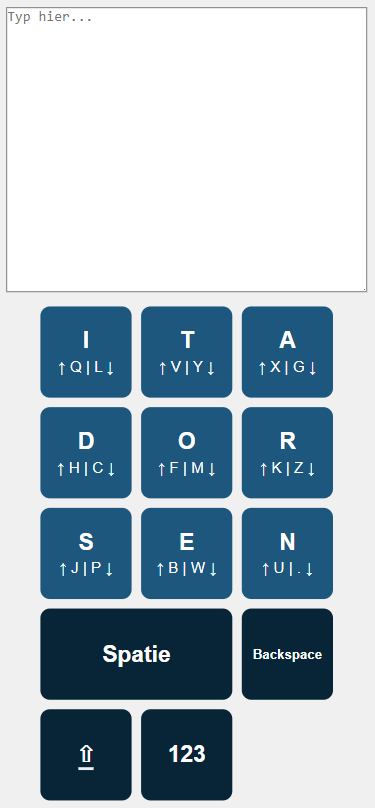 Typ hier...
I T A
↑Q|L↓ ↑V|Y↓ ↑X|G↓
D O R
↑H|C↓ ↑F|M↓ ↑K|Z↓
S E N
↑J|P↓ ↑B|W↓ ↑U|.↓
Spatie Backspace
⇧ 123